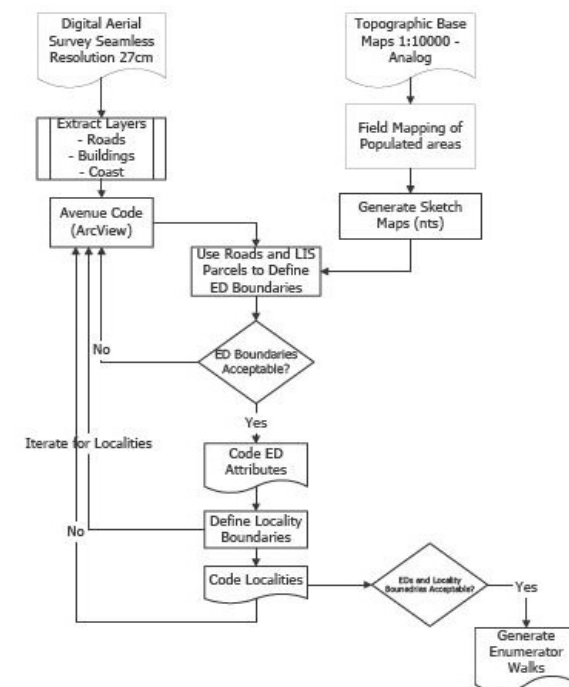 Digital Aerial
Survey Seamless
Resolution 27cm
Topographic Base
Maps 1:10000 -
Analog
Extract Layers
- Roads
- Buildings
- Coast
Field Mapping of
Populated areas
Avenue Code
(ArcView)
Generate Sketch
Maps (nts)
Use Roads and LIS
Parcels to Define
ED Boundaries
No
ED Boundaries
Acceptable?
Yes
Iterate for Localities
Code ED
Attributes
No
Define Locality
Boundaries
Code Localities
EDs and Locality
Bounedries Acceptable?
Yes
Generate
Enumerator
Walks